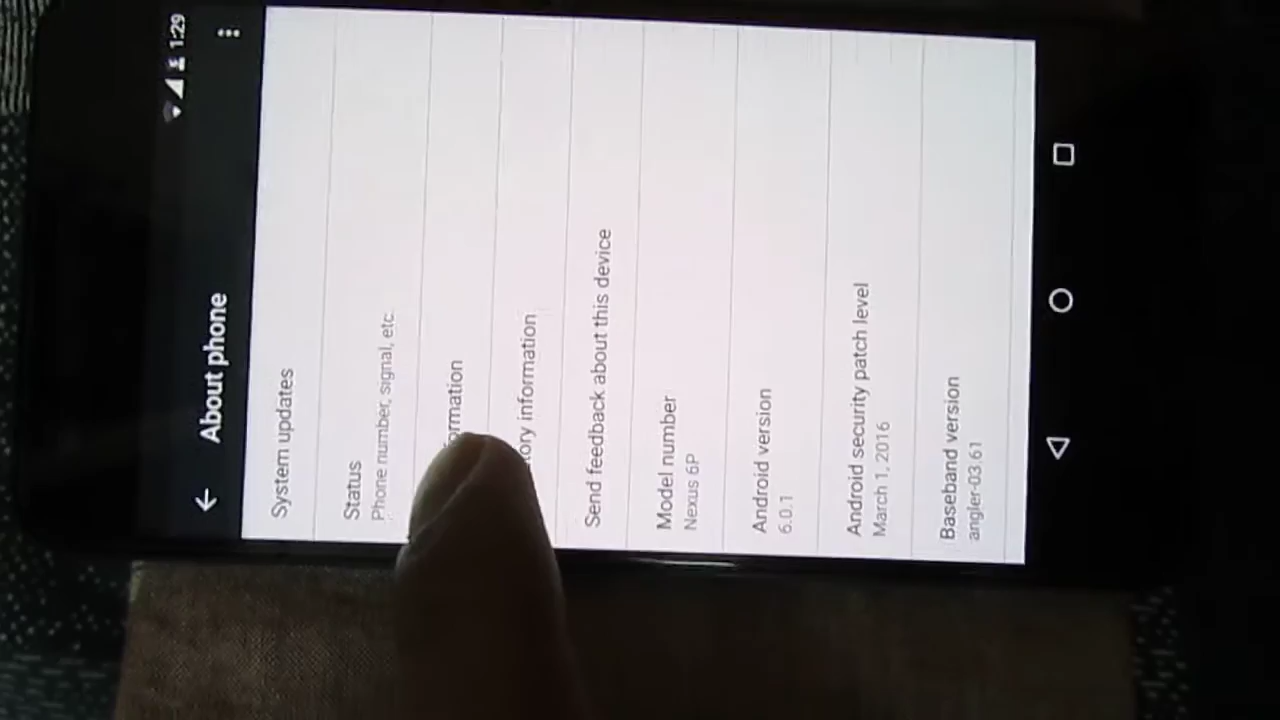 1:29
About phone
System updates
Status
Phone number, signal, etc.
information
Send feedback about this device
Model number
Nexus 6P
Android version
6.0.1
Android security patch level
March 1, 2016
Baseband version
angler-03.61